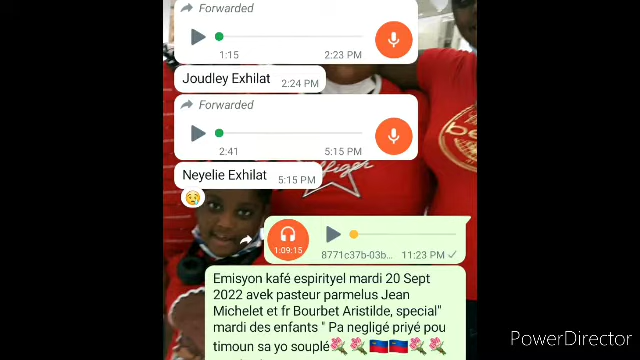 Forwarded
1:15 2:23 PM
Joudley Exhilat 2:24 PM
Forwarded
2:41 5:15 PM
Neyelie Exhilat 5:15 PM
1:09:15
8771c37b-03b... 11:23 PM
Emisyon kafé espirityel mardi 20 Sept
2022 avek pasteur parmelus Jean
Michelet et fr Bourbet Aristilde, special"
mardi des enfants " Pa negligé priyé pou
timoun sa yo souplé
PowerDirector